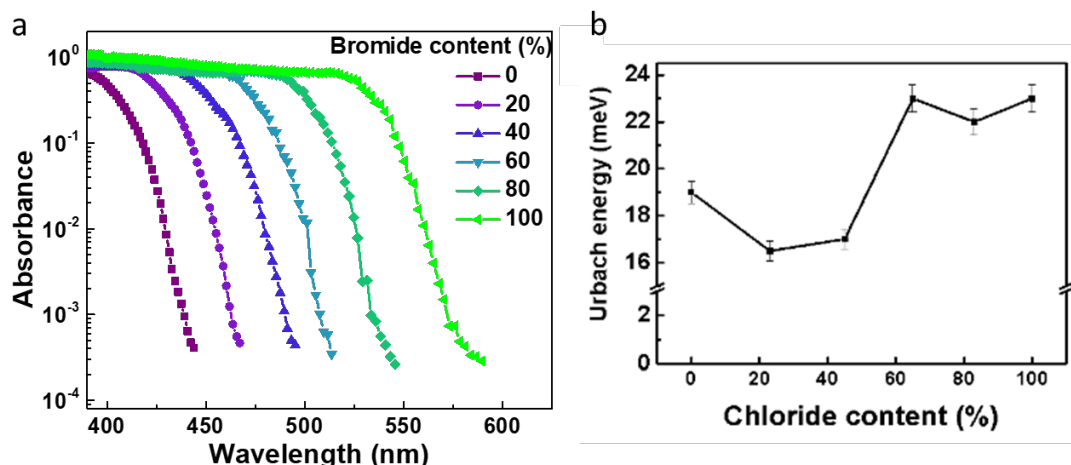 a
Absorbance
10^0
10^-1
10^-2
10^-3
10^-4
Bromide content (%)
0
20
40
60
80
100
400 450 500 550 600
Wavelength (nm)
b
Urbach energy (meV)
24
22
20
18
16
2
0
0 20 40 60 80 100
Chloride content (%)